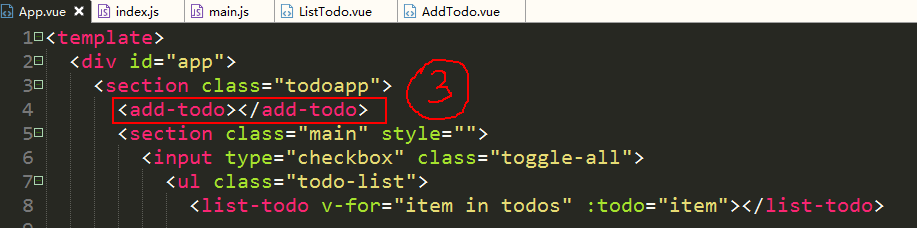 App.vue × index.js main.js ListTodo.vue AddTodo.vue
1 <template>
2 <div id="app">
3 <section class="todoapp">
4 <add-todo></add-todo>
5 <section class="main" style="">
6 <input type="checkbox" class="toggle-all">
7 <ul class="todo-list">
8 <list-todo v-for="item in todos" :todo="item"></list-todo>
3